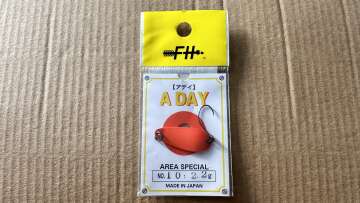 FH
【アデイ】
A DAY
AREA SPECIAL
NO. 10 : 2.2g
MADE IN JAPAN